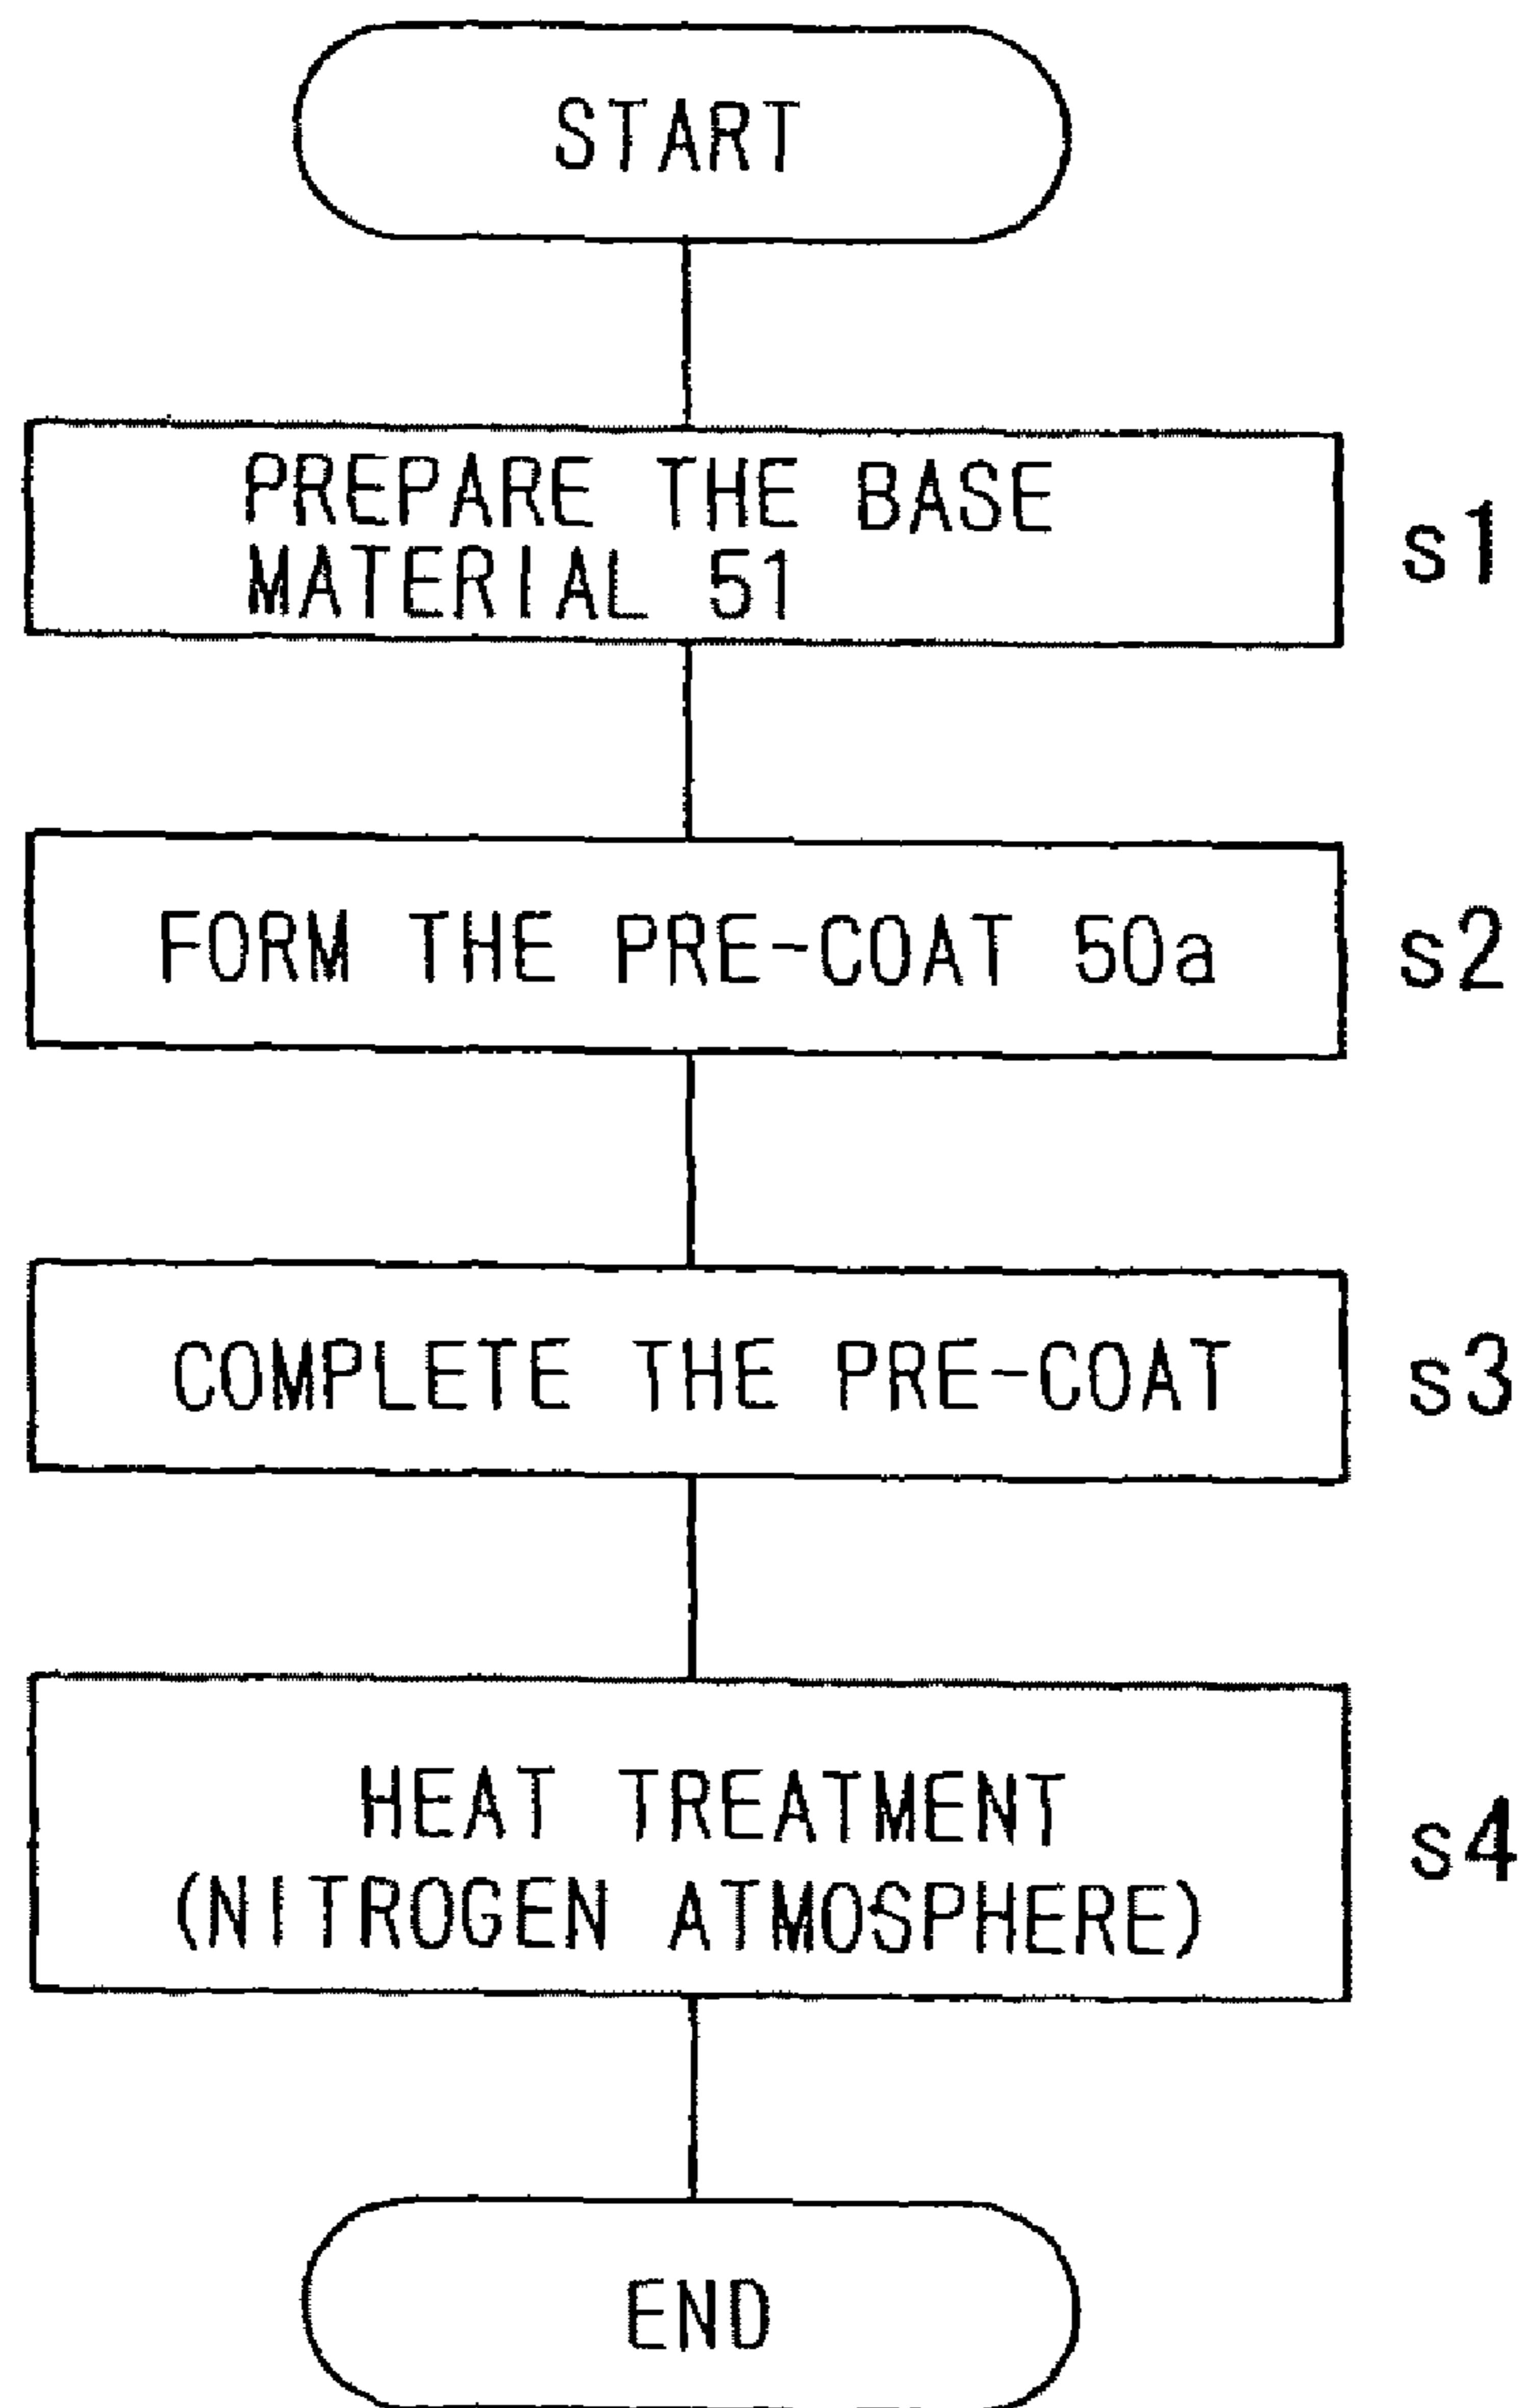 START
PREPARE THE BASE
MATERIAL 51
s1
FORM THE PRE-COAT 50a
s2
COMPLETE THE PRE-COAT
s3
HEAT TREATMENT
(NITROGEN ATMOSPHERE)
s4
END